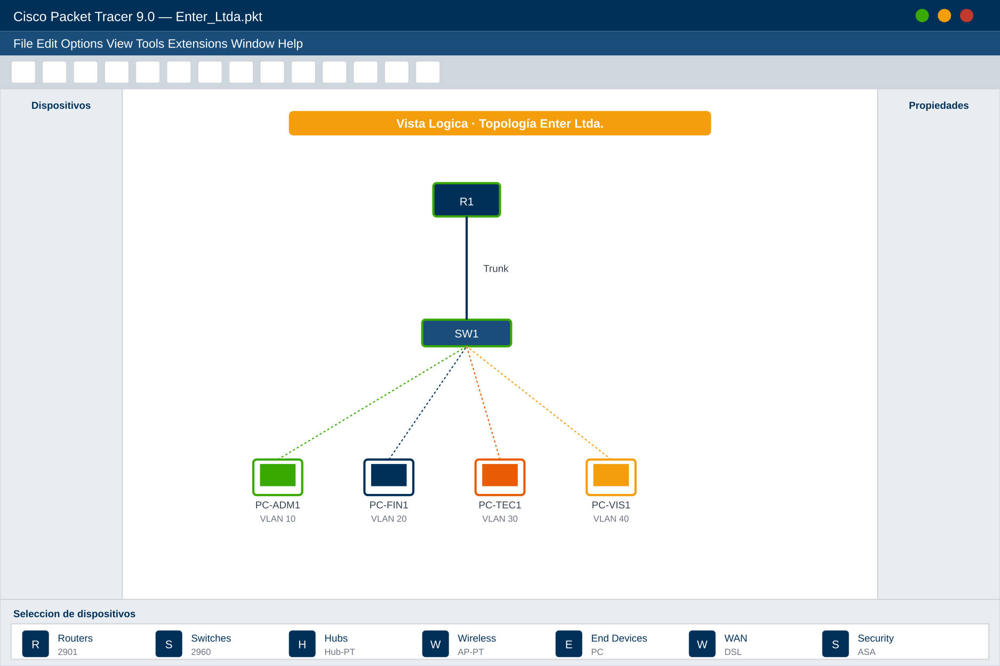 Cisco Packet Tracer 9.0 — Enter_Ltda.pkt
File Edit Options View Tools Extensions Window Help
Dispositivos
Propiedades
Vista Logica · Topología Enter Ltda.
R1
Trunk
SW1
PC-ADM1
PC-FIN1
PC-TEC1
PC-VIS1
VLAN 10
VLAN 20
VLAN 30
VLAN 40
Seleccion de dispositivos
R
Routers
2901
S
Switches
2960
H
Hubs
Hub-PT
W
Wireless
AP-PT
E
End Devices
PC
W
WAN
DSL
S
Security
ASA